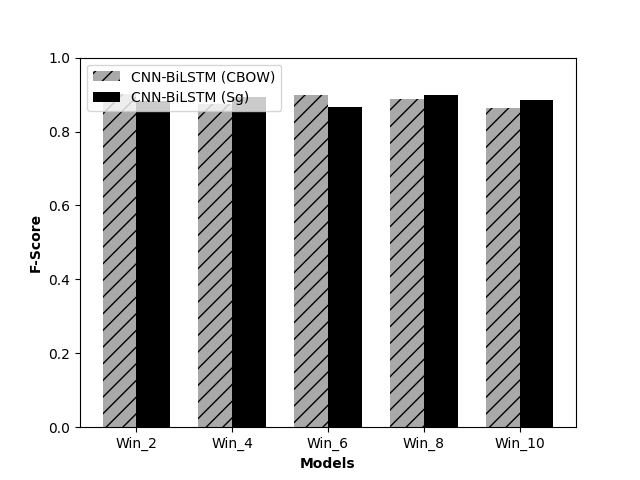 CNN-BiLSTM (CBOW)
CNN-BiLSTM (Sg)
1.0
0.8
0.6
0.4
0.2
0.0
F-Score
Win_2 Win_4 Win_6 Win_8 Win_10
Models